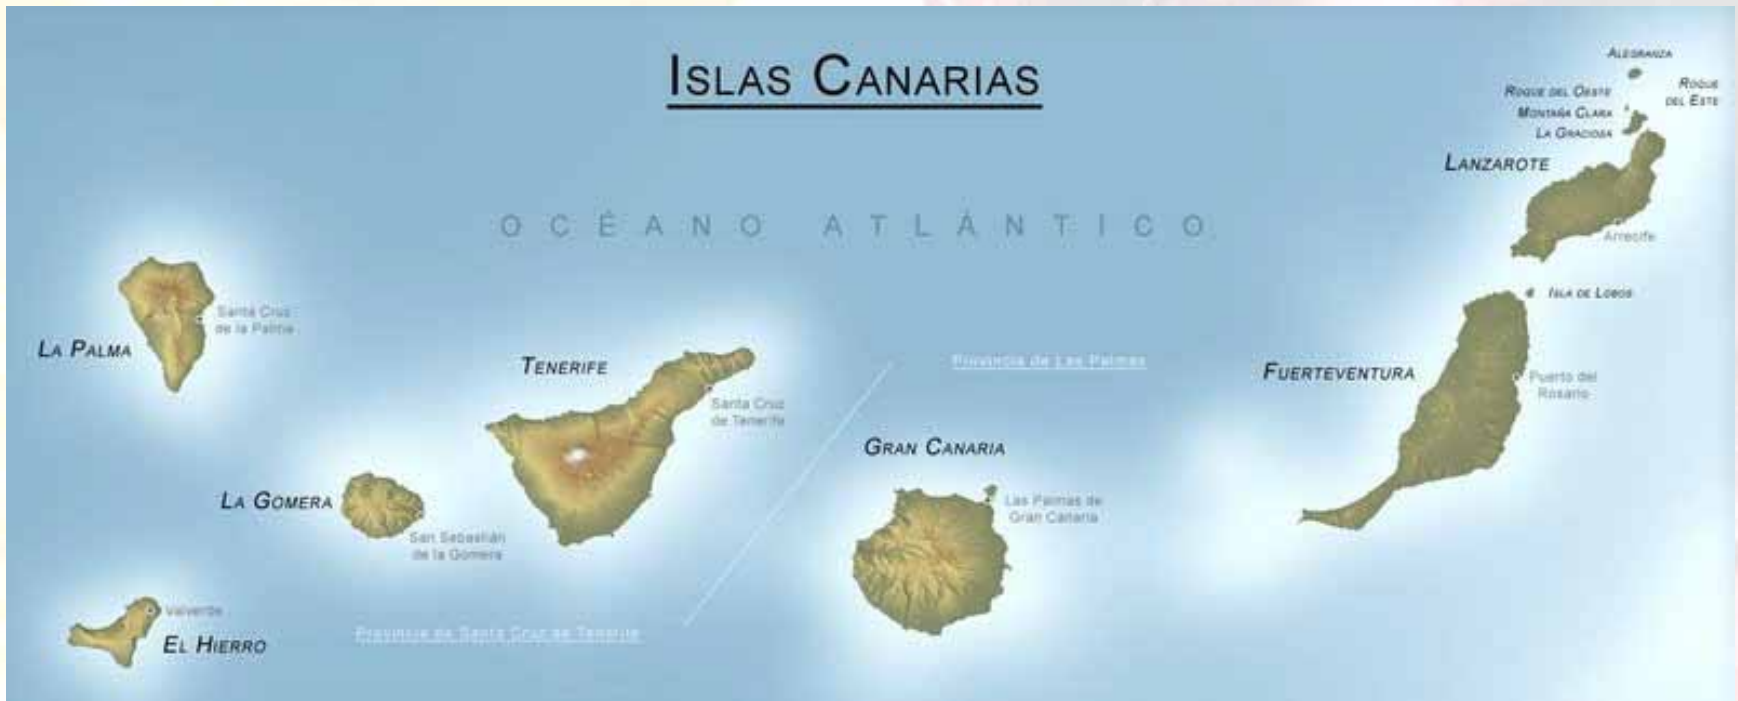 ISLAS CANARIAS
ALEGRANZA
ROQUE DEL OESTE
ROQUE
DEL ESTE
MONTAÑA CLARA
LA GRACIOSA
LANZAROTE
OCÉANO ATLÁNTICO
Arrecife
ISLA DE LOBOS
Santa Cruz
de la Palma
LA PALMA
TENERIFE
Provincia de Las Palmas
FUERTEVENTURA
Puerto del
Rosario
Santa Cruz
de Tenerife
GRAN CANARIA
LA GOMERA
Las Palmas de
Gran Canaria
San Sebastián
de la Gomera
Valverde
EL HIERRO
Provincia de Santa Cruz de Tenerife